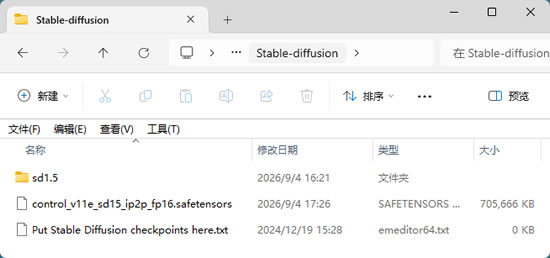 Stable-diffusion
Stable-diffusion
在 Stable-diffusion
新建
排序
预览
文件(F) 编辑(E) 查看(V) 工具(T)
名称 修改日期 类型 大小
sd1.5 2026/9/4 16:21 文件夹
control_v11e_sd15_ip2p_fp16.safetensors 2026/9/4 17:26 SAFETENSORS ... 705,666 KB
Put Stable Diffusion checkpoints here.txt 2024/12/19 15:28 emeditor64.txt 0 KB